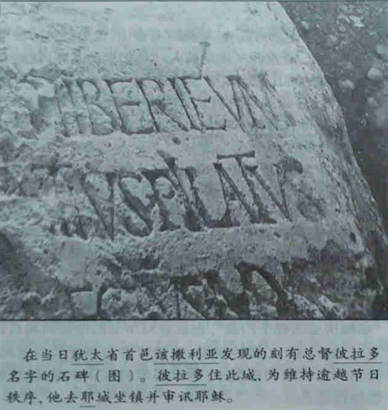 TIBERIEVM
VSPILATVS
在当日犹太省首邑该撒利亚发现的刻有总督彼拉多
名字的石碑（图）。彼拉多住此城，为维持逾越节日
秩序，他去耶城坐镇并审讯耶稣。